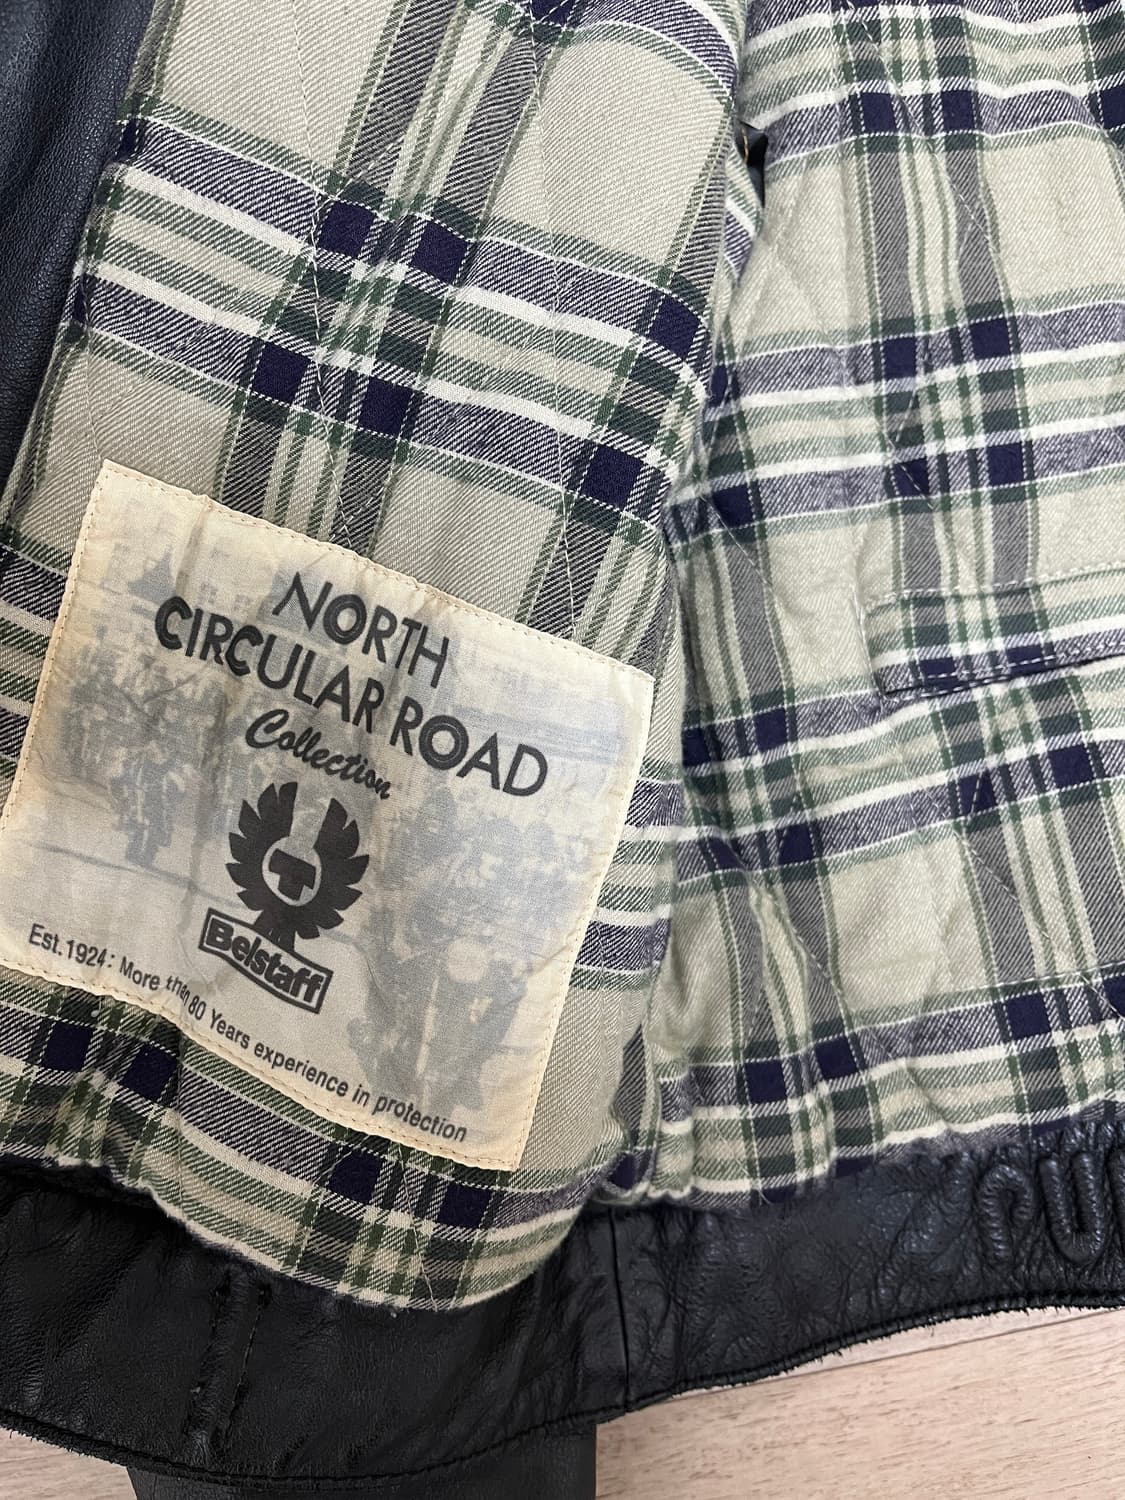 NORTH
CIRCULAR ROAD
Collection
Belstaff
Est.1924: More than 80 Years experience in protection